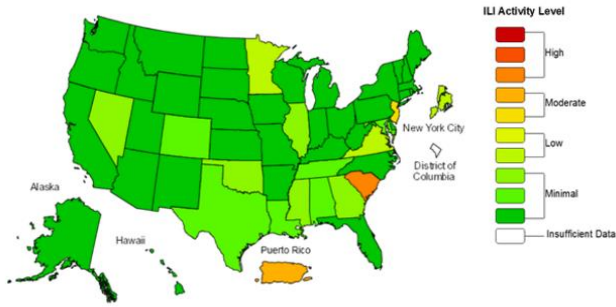 ILI Activity Level
High
Moderate
Low
Minimal
Insufficient Data
New York City
District of
Columbia
Alaska
Hawaii
Puerto Rico